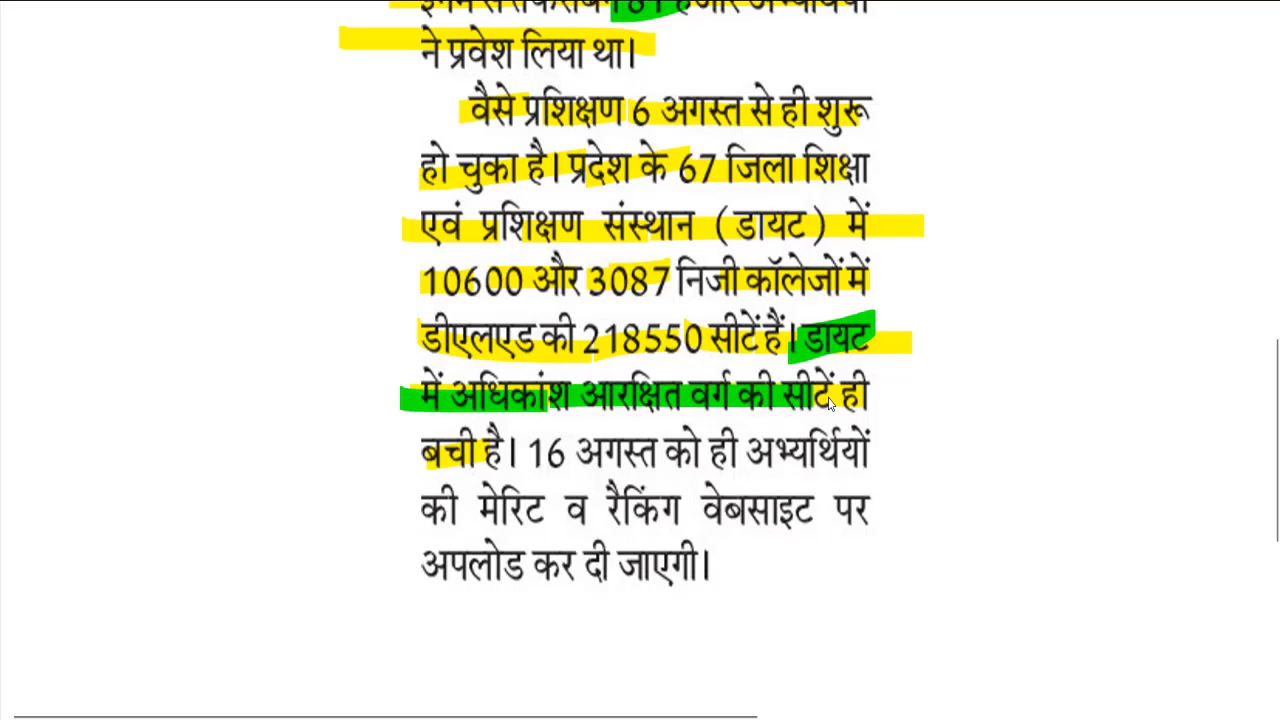 ने प्रवेश लिया था।
वैसे प्रशिक्षण 6 अगस्त से ही शुरू
हो चुका है। प्रदेश के 67 जिला शिक्षा
एवं प्रशिक्षण संस्थान (डायट) में
10600 और 3087 निजी कॉलेजों में
डीएलएड की 218550 सीटें हैं। डायट
में अधिकांश आरक्षित वर्ग की सीटें ही
बची है। 16 अगस्त को ही अभ्यर्थियों
की मेरिट व रैकिंग वेबसाइट पर
अपलोड कर दी जाएगी।